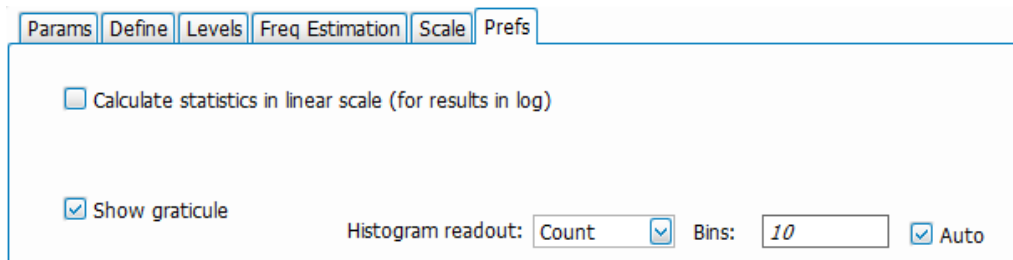 Params Define Levels Freq Estimation Scale Prefs
Calculate statistics in linear scale (for results in log)
Show graticule
Histogram readout: Count Bins: 10 Auto